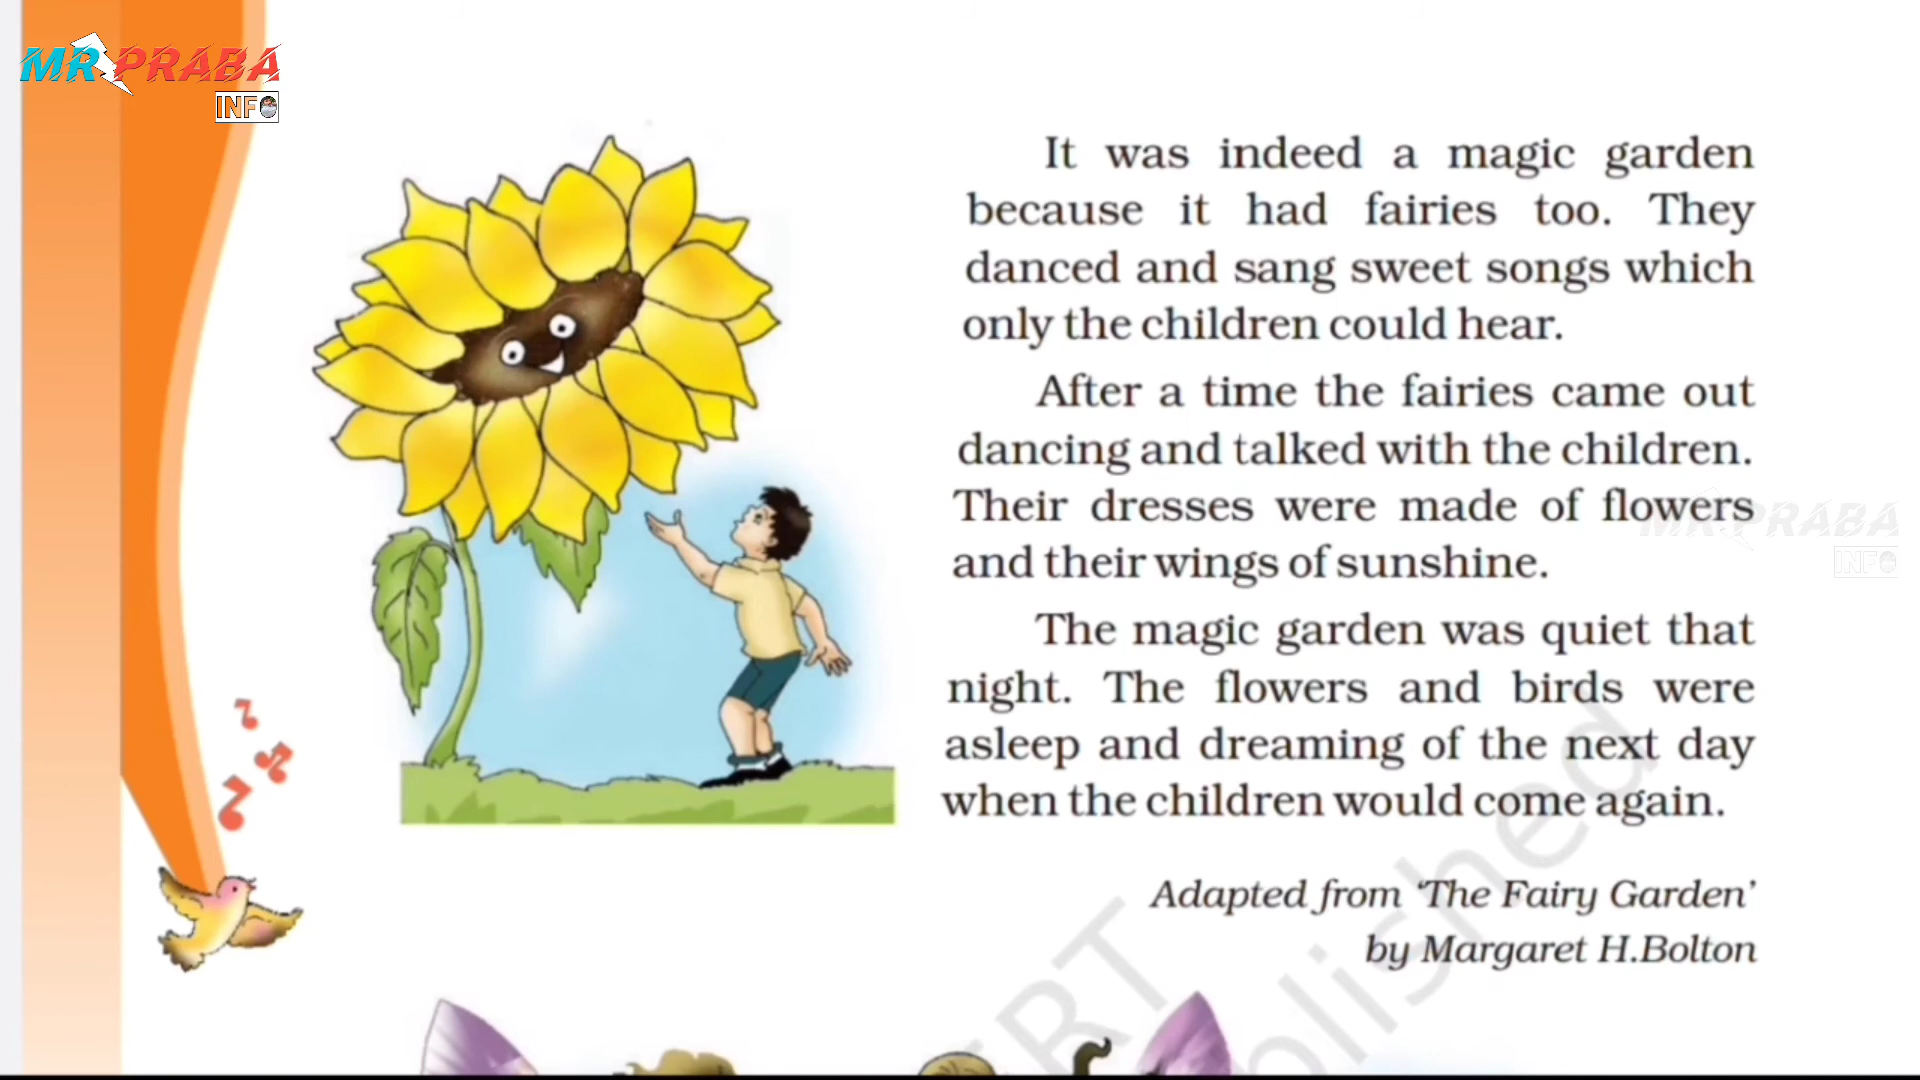 MR PRABA
INFO
It was indeed a magic garden
because it had fairies too. They
danced and sang sweet songs which
only the children could hear.
After a time the fairies came out
dancing and talked with the children.
Their dresses were made of flowers
and their wings of sunshine.
MR PRABA
INFO
The magic garden was quiet that
night. The flowers and birds were
asleep and dreaming of the next day
when the children would come again.
Adapted from ‘The Fairy Garden’
by Margaret H.Bolton